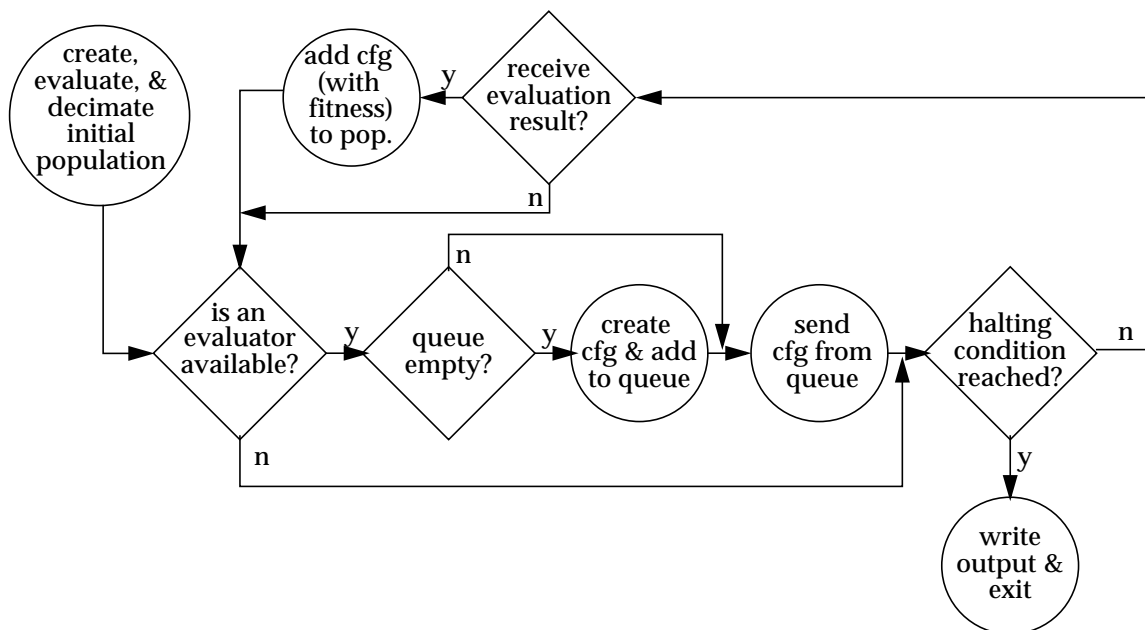 create,
evaluate, &
decimate
initial
population
add cfg
(with
fitness)
to pop.
y
receive
evaluation
result?
n
is an
evaluator
available?
y
n
queue
empty?
n
y
create
cfg & add
to queue
send
cfg from
queue
halting
condition
reached?
n
y
write
output &
exit